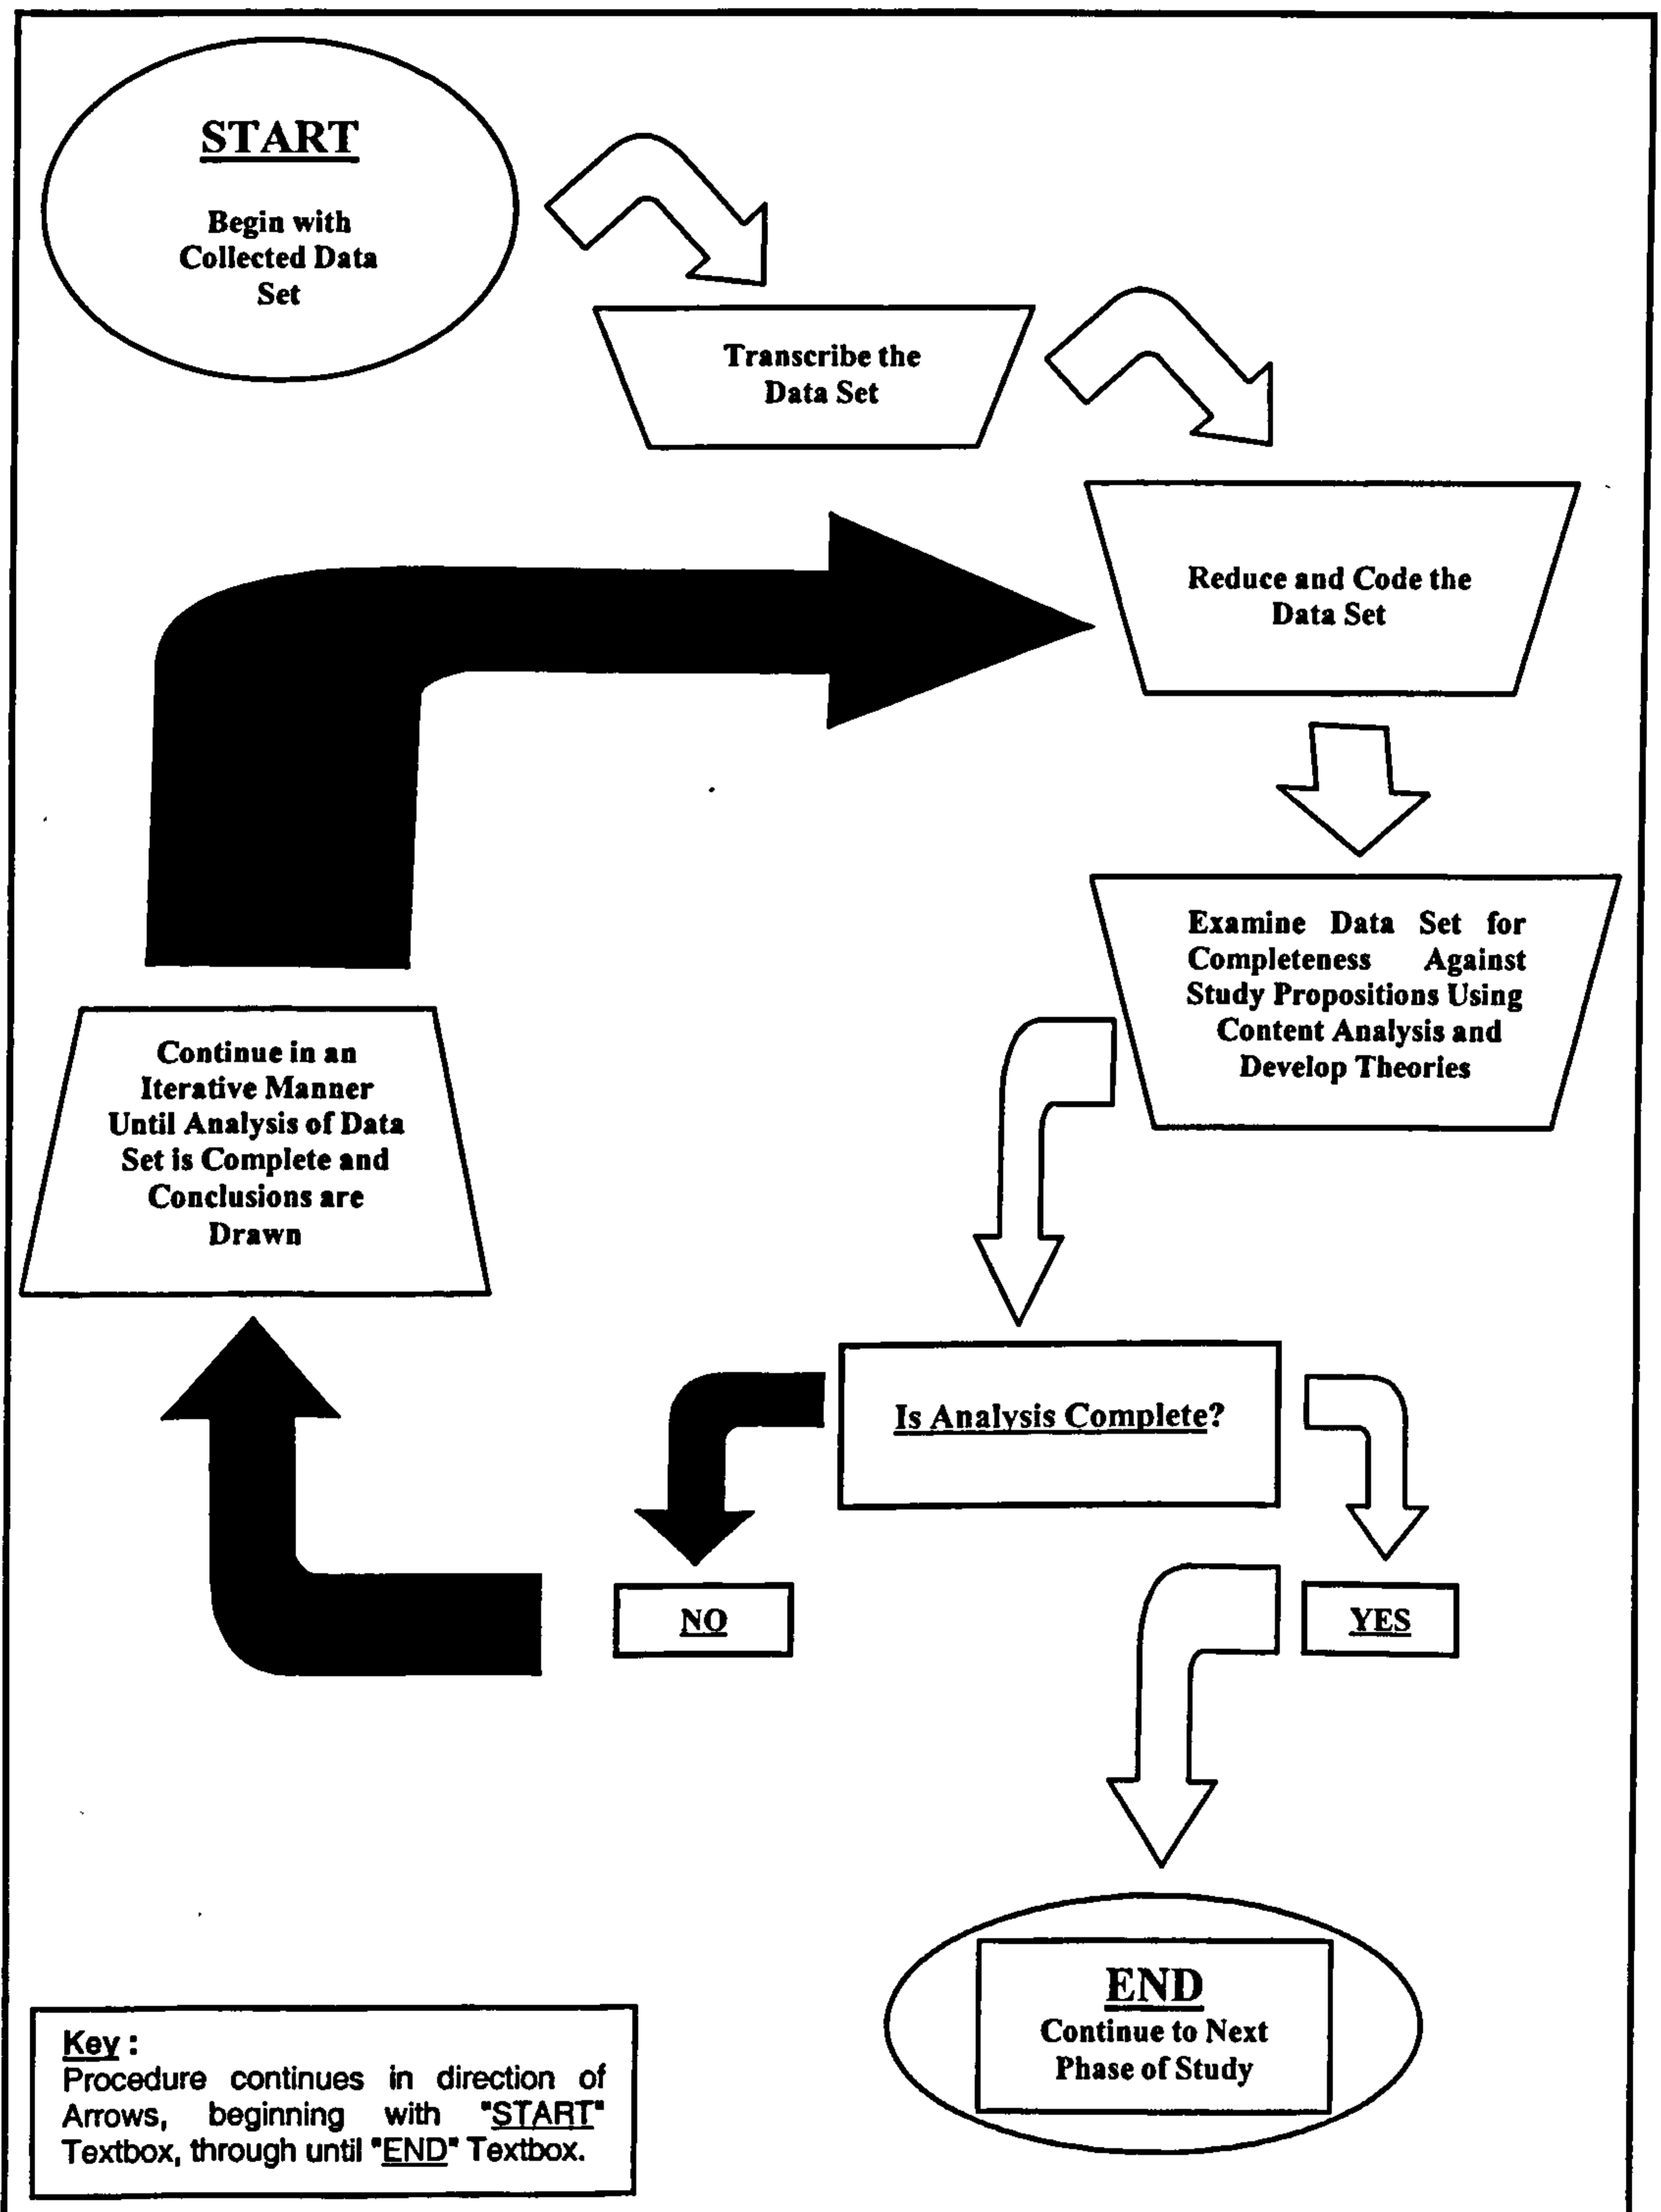 START
Begin with
Collected Data
Set
Transcribe the
Data Set
Reduce and Code the
Data Set
Examine Data Set for
Completeness Against
Study Propositions Using
Content Analysis and
Develop Theories
Continue in an
Iterative Manner
Until Analysis of Data
Set is Complete and
Conclusions are
Drawn
Is Analysis Complete?
NO
YES
END
Continue to Next
Phase of Study
Key :
Procedure continues in direction of
Arrows, beginning with "START"
Textbox, through until "END" Textbox.